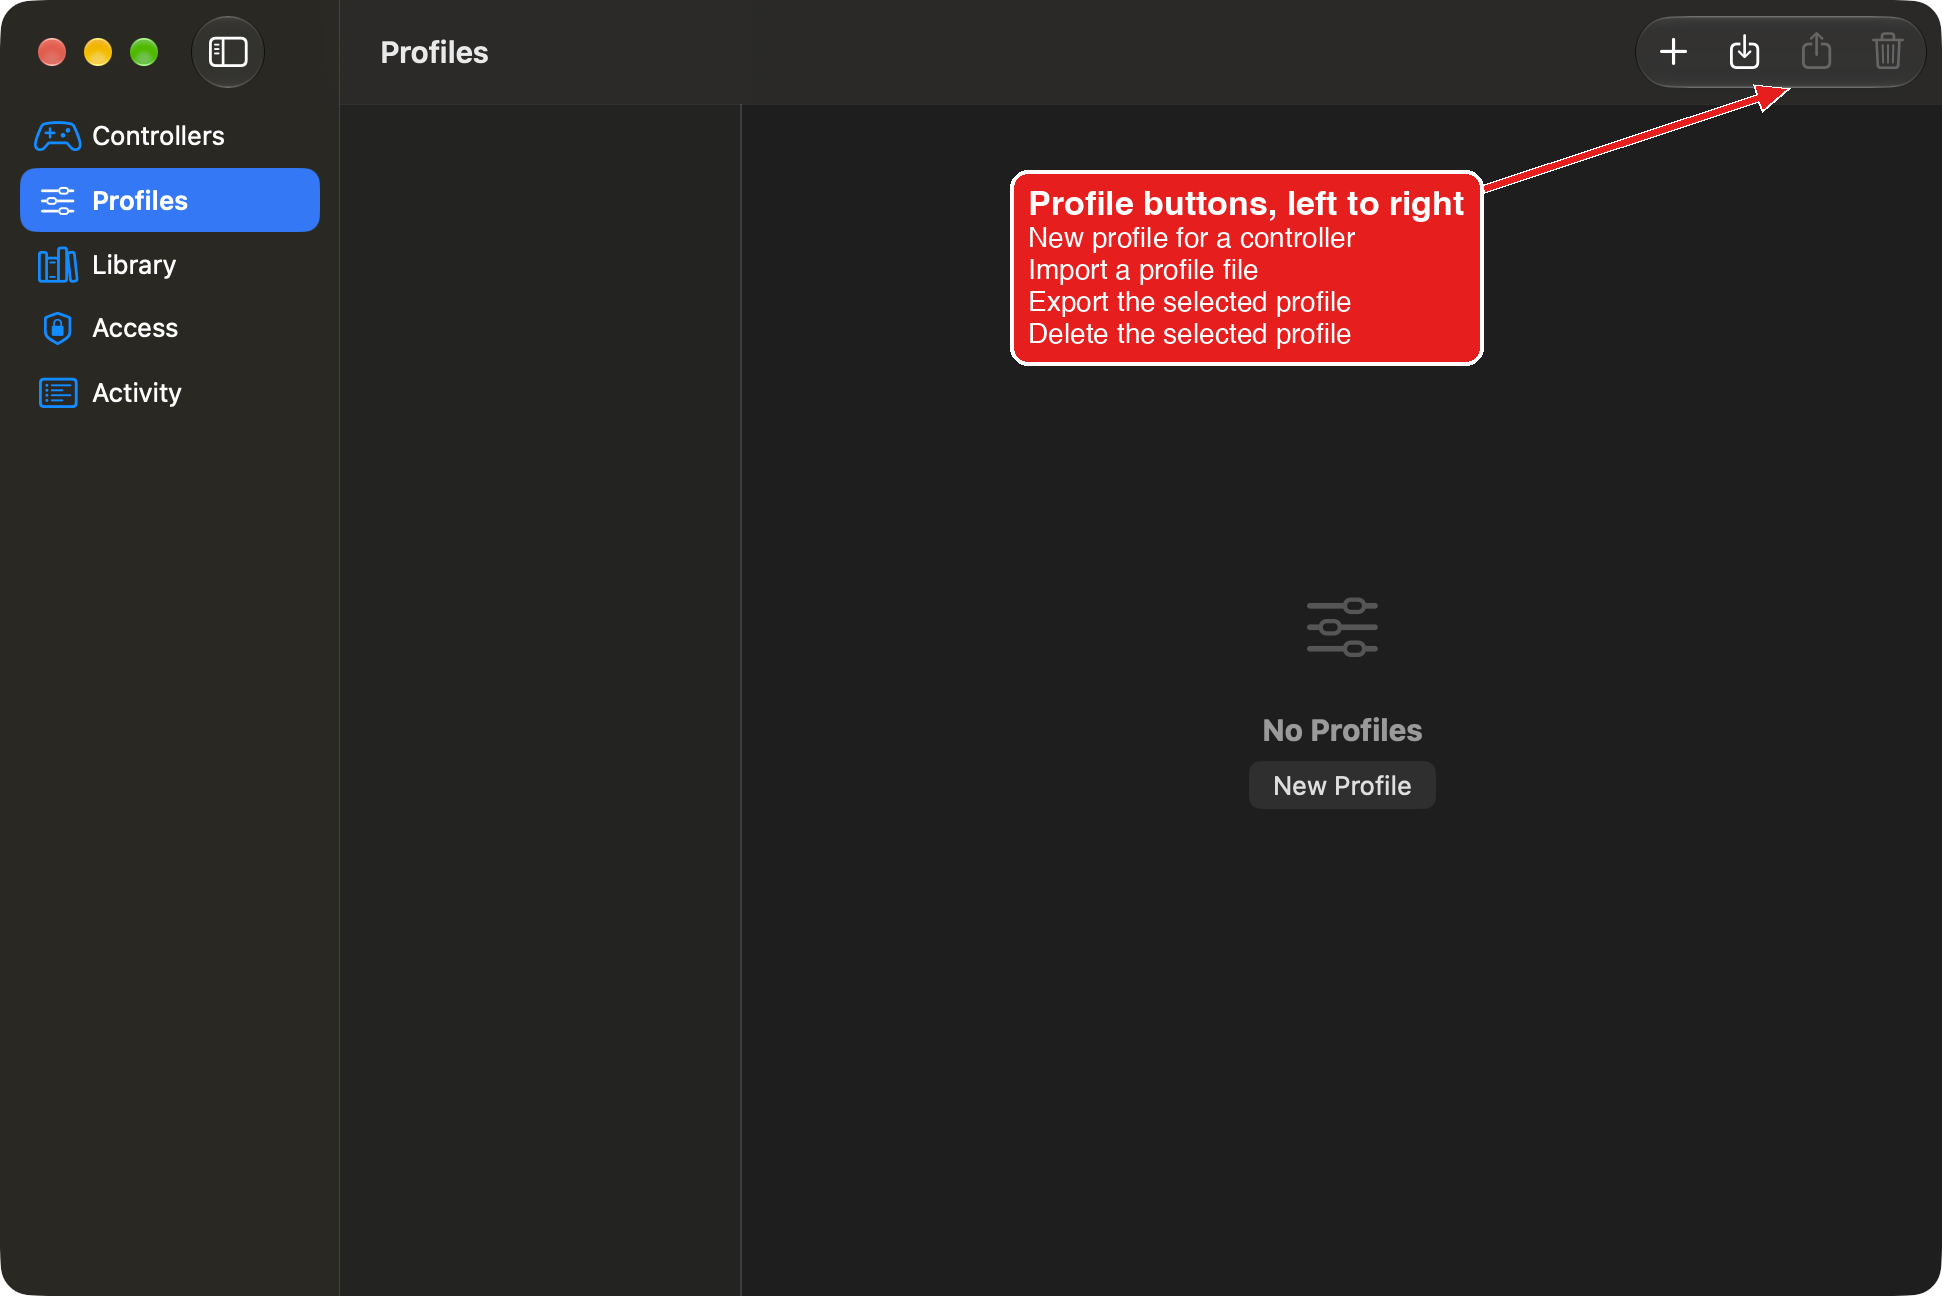 Profiles
Controllers
Profiles
Library
Access
Activity
Profile buttons, left to right
New profile for a controller
Import a profile file
Export the selected profile
Delete the selected profile
No Profiles
New Profile